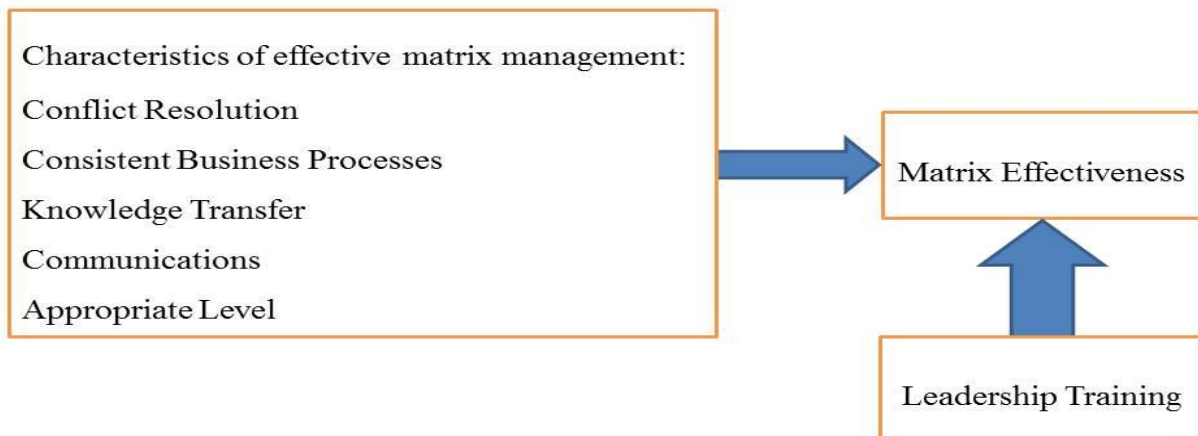 Characteristics of effective matrix management:
Conflict Resolution
Consistent Business Processes
Knowledge Transfer
Communications
Appropriate Level
Matrix Effectiveness
Leadership Training